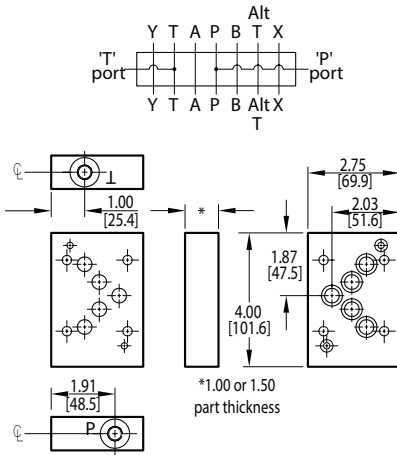 Alt
Y T A P B T X
'T' port
'P' port
Y T A P B Alt T X
℄
T
1.00
[25.4]
*
2.75
[69.9]
2.03
[51.6]
1.87
[47.5]
4.00
[101.6]
*1.00 or 1.50
part thickness
1.91
[48.5]
℄
P